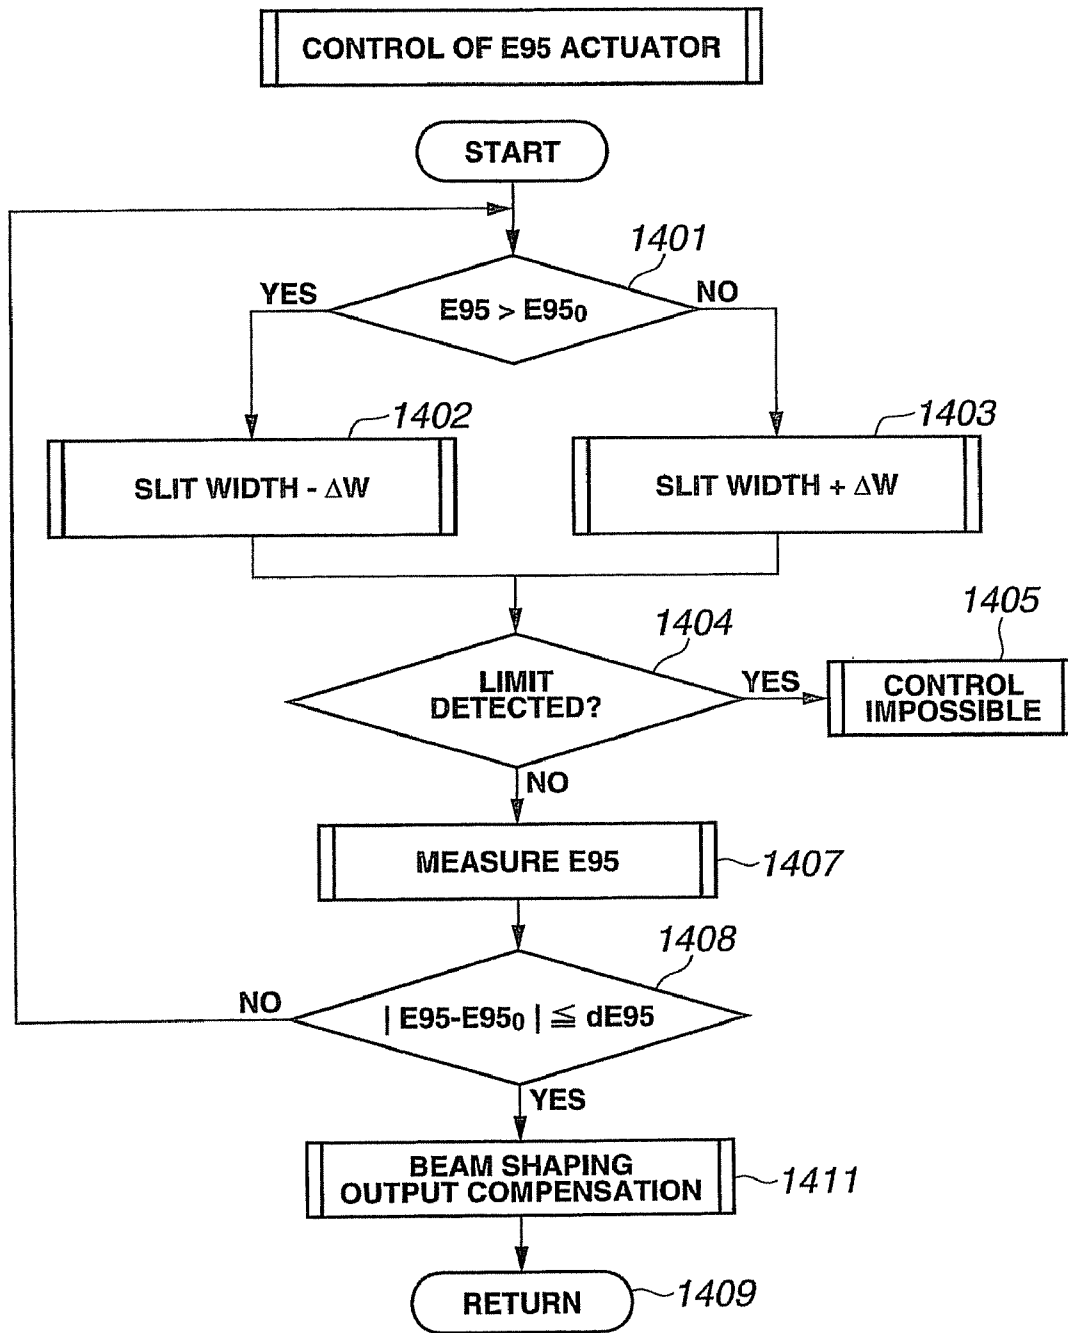 CONTROL OF E95 ACTUATOR
START
1401
YES
E95 > E95₀
NO
1402
SLIT WIDTH - ΔW
1403
SLIT WIDTH + ΔW
1404
LIMIT
DETECTED?
YES
1405
CONTROL
IMPOSSIBLE
NO
MEASURE E95
1407
1408
NO
| E95-E95₀ | ≦ dE95
YES
BEAM SHAPING
OUTPUT COMPENSATION
1411
RETURN
1409